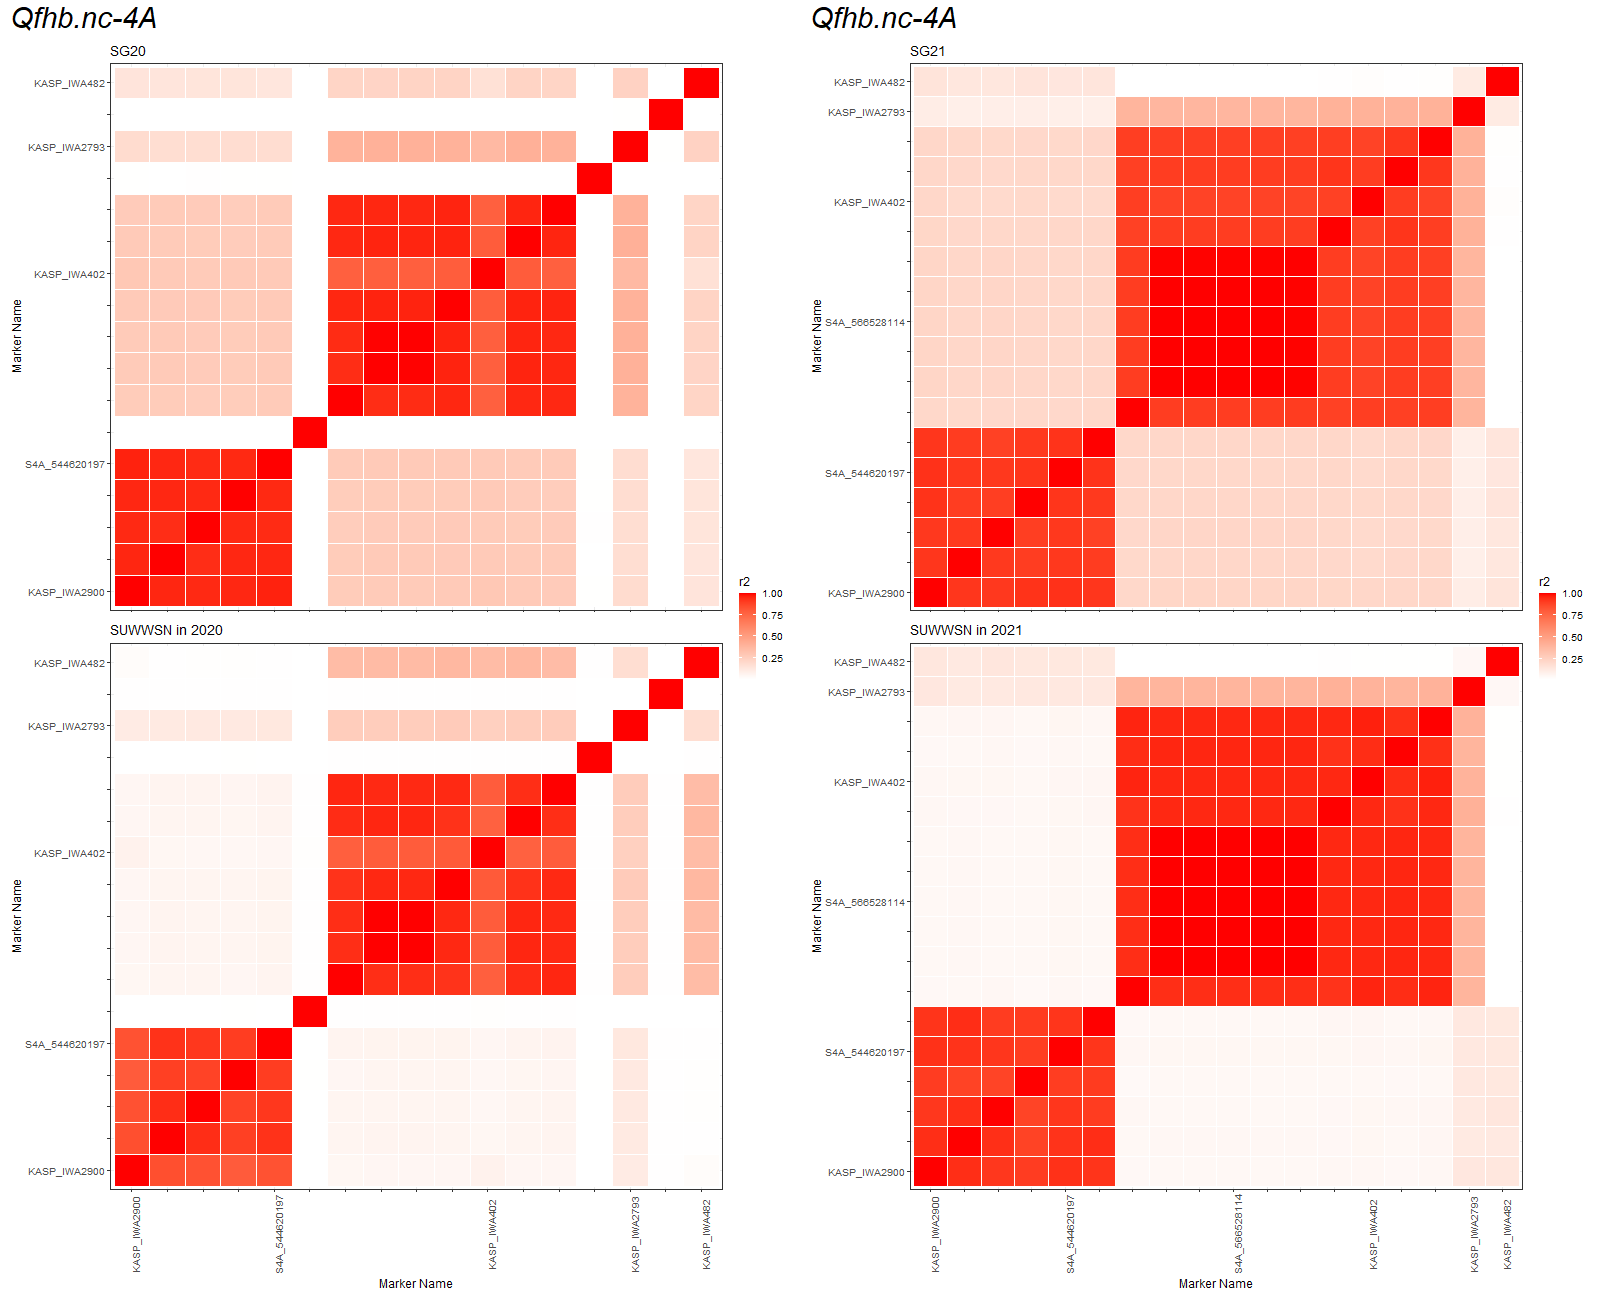 Qfhb.nc-4A
SG20
KASP_IWA482
KASP_IWA2793
KASP_IWA402
S4A_544620197
KASP_IWA2900
Marker Name
r2
1.00
0.75
0.50
0.25
SUWWSN in 2020
KASP_IWA482
KASP_IWA2793
KASP_IWA402
S4A_544620197
KASP_IWA2900
Marker Name
KASP_IWA2900
S4A_544620197
KASP_IWA402
KASP_IWA2793
KASP_IWA482
Marker Name
Qfhb.nc-4A
SG21
KASP_IWA482
KASP_IWA2793
KASP_IWA402
S4A_566528114
S4A_544620197
KASP_IWA2900
Marker Name
r2
1.00
0.75
0.50
0.25
SUWWSN in 2021
KASP_IWA482
KASP_IWA2793
KASP_IWA402
S4A_566528114
S4A_544620197
KASP_IWA2900
Marker Name
KASP_IWA2900
S4A_544620197
S4A_566528114
KASP_IWA402
KASP_IWA2793
KASP_IWA482
Marker Name